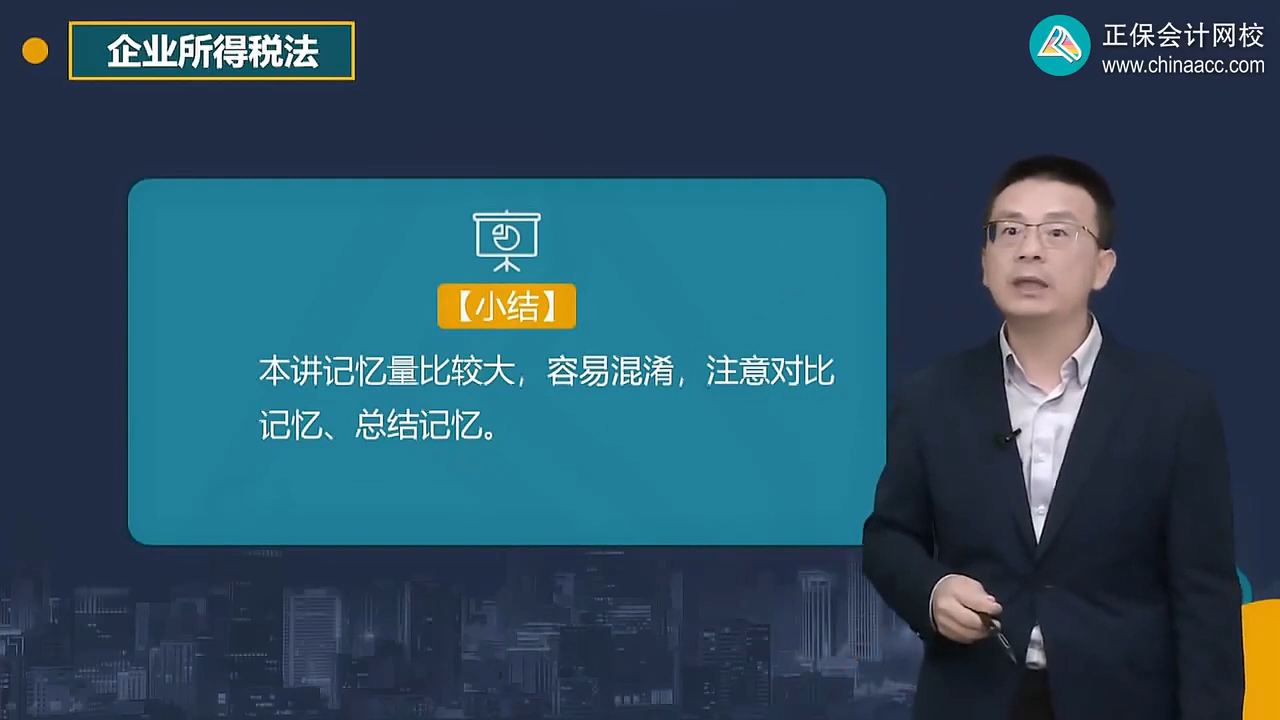 企业所得税法
正保会计网校
www.chinaacc.com
【小结】
本讲记忆量比较大，容易混淆，注意对比
记忆、总结记忆。